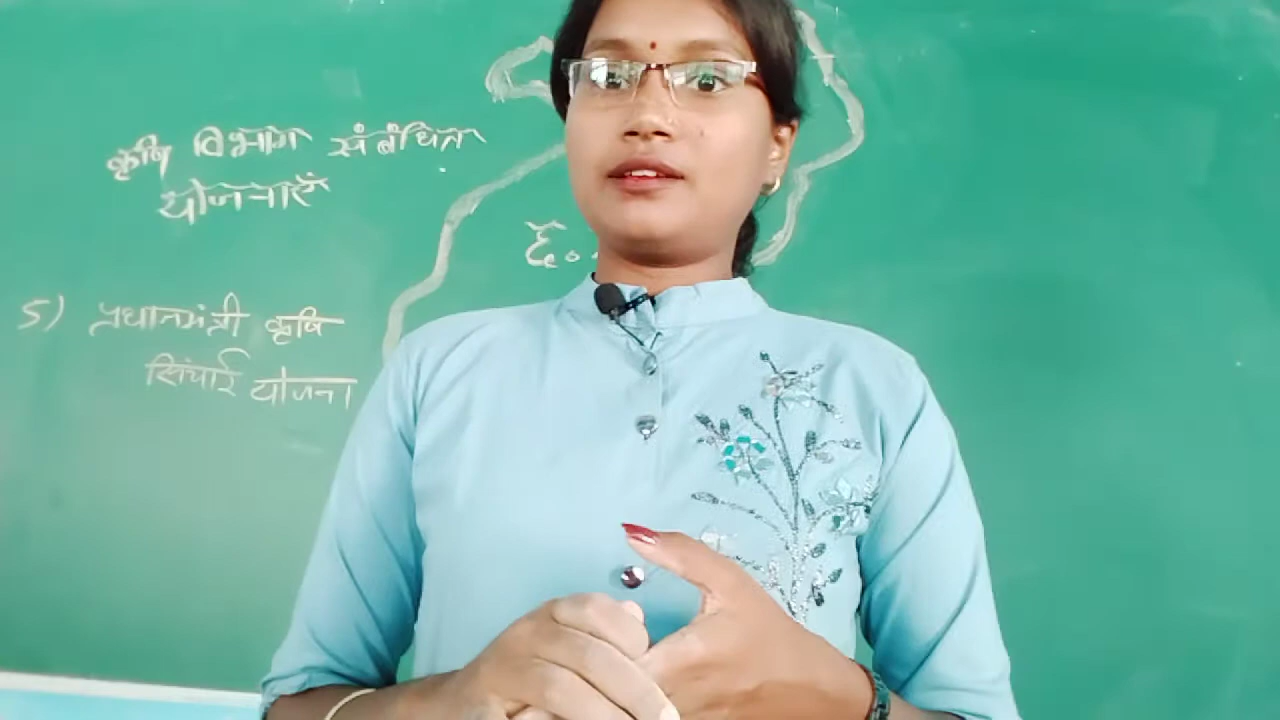 कृषि विभाग संबंधित
योजनाएँ
छ.
5) प्रधानमंत्री कृषि
सिंचाई योजना